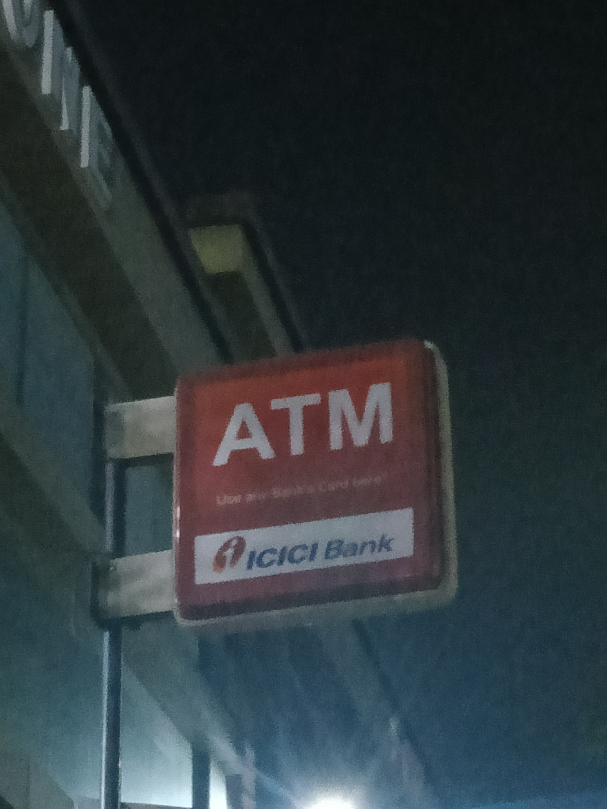 ATM
Use any Bank's Card here*
ICICI Bank